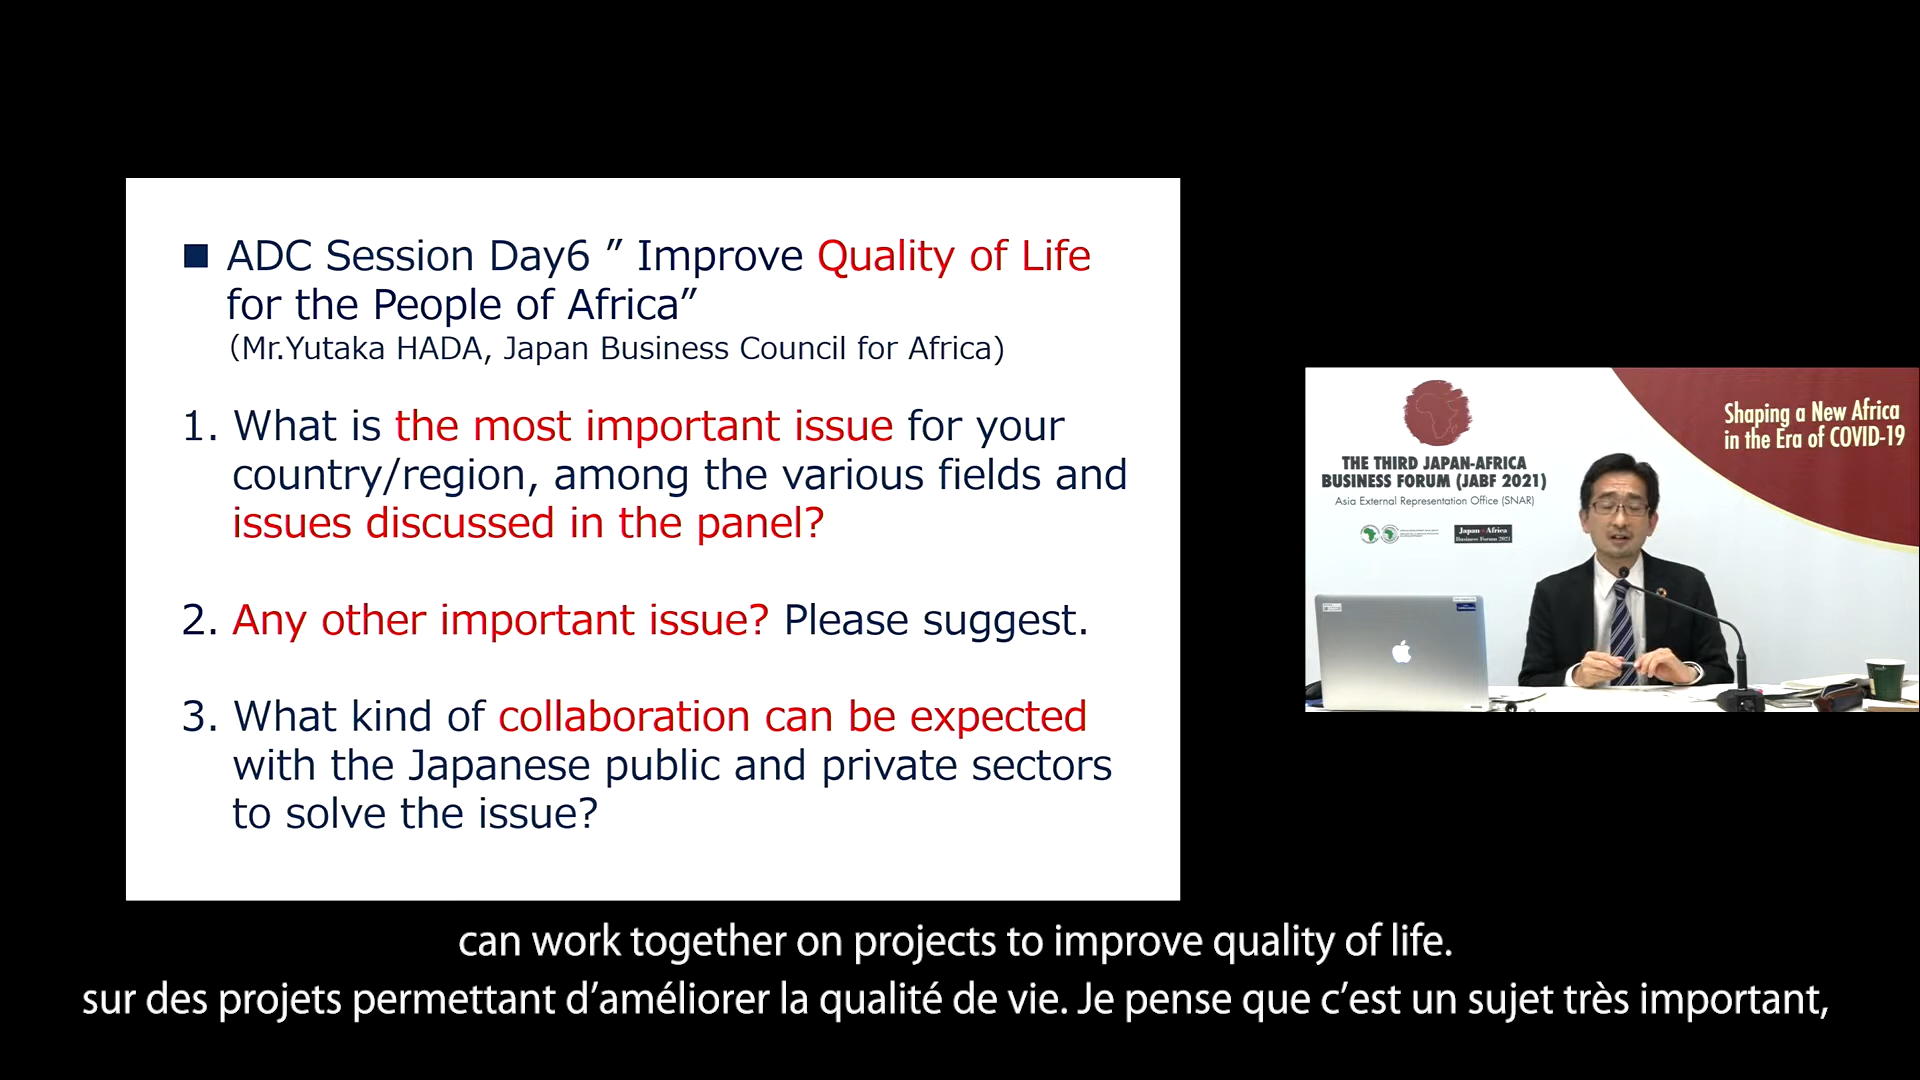 ■ ADC Session Day6 ” Improve Quality of Life
for the People of Africa”
(Mr.Yutaka HADA, Japan Business Council for Africa)
1. What is the most important issue for your
country/region, among the various fields and
issues discussed in the panel?
2. Any other important issue? Please suggest.
3. What kind of collaboration can be expected
with the Japanese public and private sectors
to solve the issue?
Shaping a New Africa
in the Era of COVID-19
THE THIRD JAPAN-AFRICA
BUSINESS FORUM (JABF 2021)
Asia External Representation Office (SNAR)
Japan Africa
Business Forum 2021
can work together on projects to improve quality of life.
sur des projets permettant d’améliorer la qualité de vie. Je pense que c’est un sujet très important,